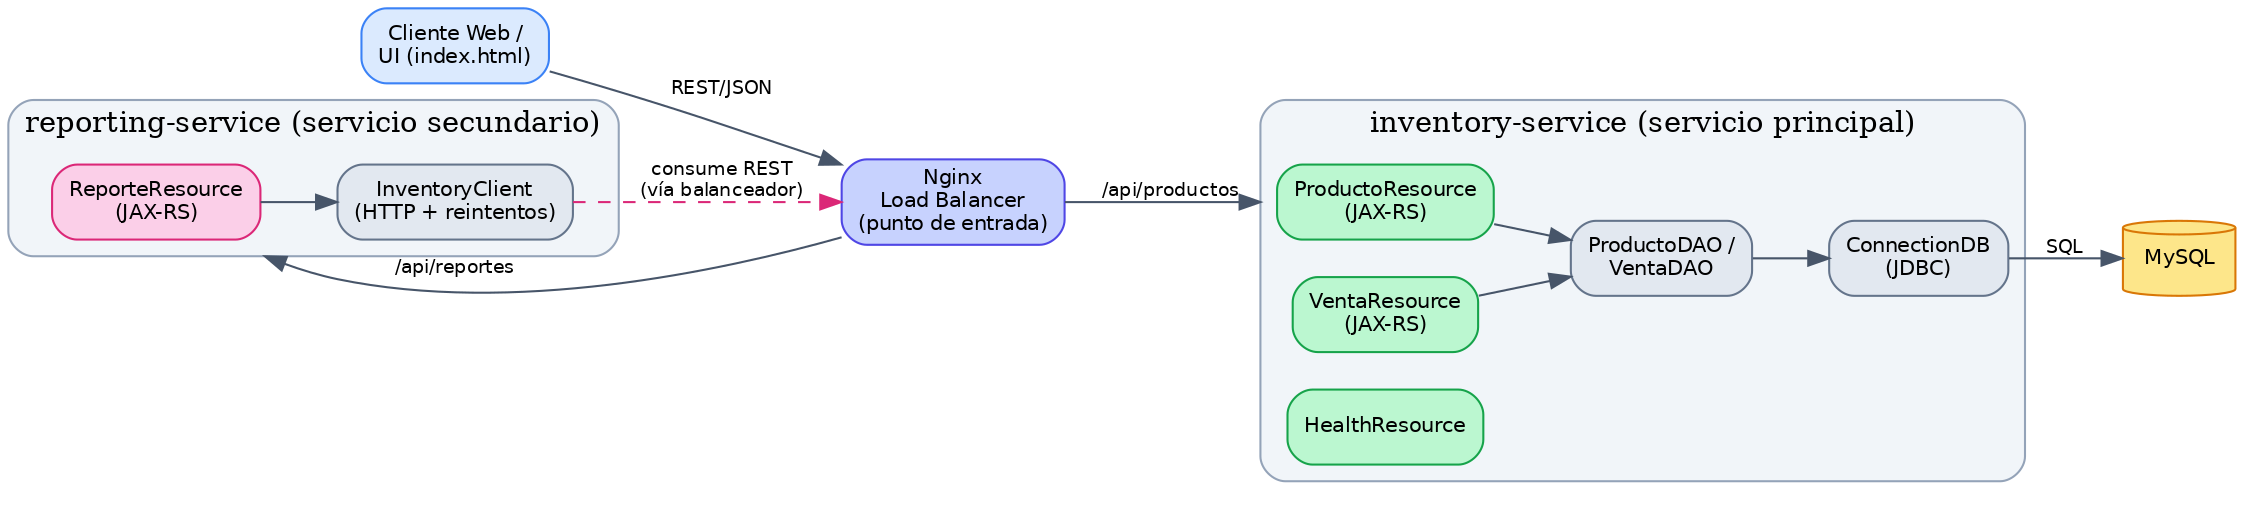 Cliente Web /
UI (index.html)
REST/JSON
reporting-service (servicio secundario)
ReporteResource
(JAX-RS)
InventoryClient
(HTTP + reintentos)
consume REST
(vía balanceador)
/api/reportes
Nginx
Load Balancer
(punto de entrada)
/api/productos
inventory-service (servicio principal)
ProductoResource
(JAX-RS)
VentaResource
(JAX-RS)
HealthResource
ProductoDAO /
VentaDAO
ConnectionDB
(JDBC)
SQL
MySQL